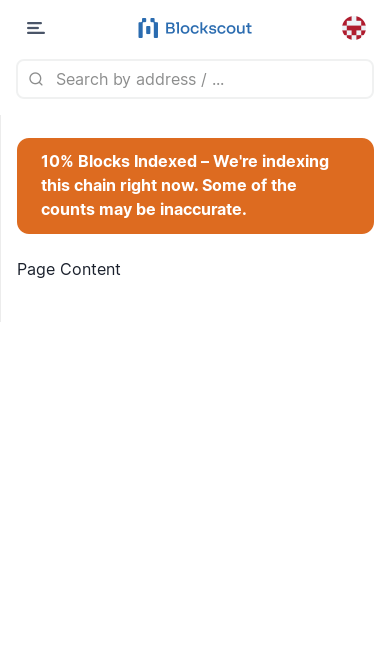 Blockscout
Search by address / ...
10% Blocks Indexed – We're indexing
this chain right now. Some of the
counts may be inaccurate.
Page Content